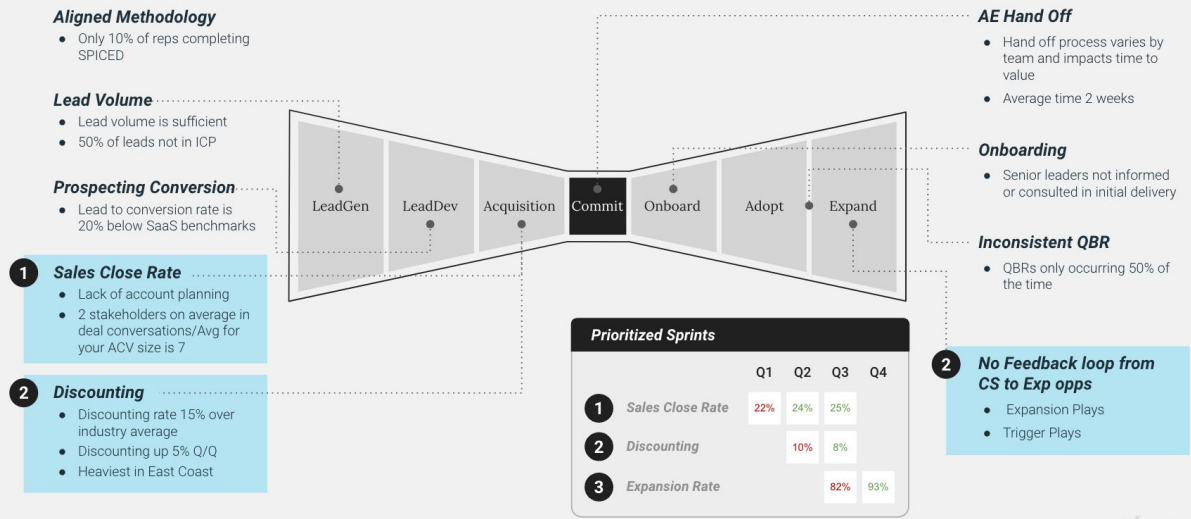 Aligned Methodology
● Only 10% of reps completing
SPICED
Lead Volume
● Lead volume is sufficient
● 50% of leads not in ICP
Prospecting Conversion
● Lead to conversion rate is
20% below SaaS benchmarks
1
Sales Close Rate
● Lack of account planning
● 2 stakeholders on average in
deal conversations/Avg for
your ACV size is 7
2
Discounting
● Discounting rate 15% over
industry average
● Discounting up 5% Q/Q
● Heaviest in East Coast
LeadGen LeadDev Acquisition Commit Onboard Adopt Expand
Prioritized Sprints
Q1 Q2 Q3 Q4
1 Sales Close Rate 22% 24% 25%
2 Discounting 10% 8%
3 Expansion Rate 82% 93%
AE Hand Off
● Hand off process varies by
team and impacts time to
value
● Average time 2 weeks
Onboarding
● Senior leaders not informed
or consulted in initial delivery
Inconsistent QBR
● QBRs only occurring 50% of
the time
2
No Feedback loop from
CS to Exp opps
● Expansion Plays
● Trigger Plays